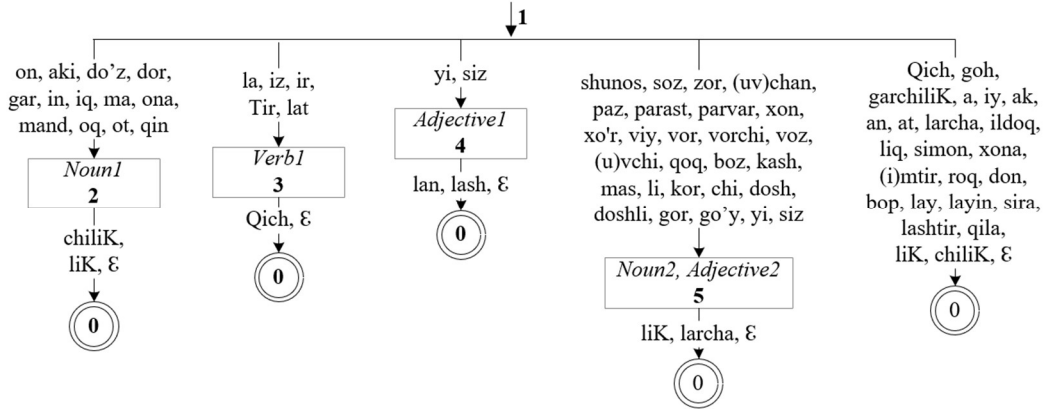 1
on, aki, do’z, dor,
gar, in, iq, ma, ona,
mand, oq, ot, qin
Noun1
2
chiliK,
liK, Ɛ
0
la, iz, ir,
Tir, lat
Verb1
3
Qich, Ɛ
0
yi, siz
Adjective1
4
lan, lash, Ɛ
0
shunos, soz, zor, (uv)chan,
paz, parast, parvar, xon,
xo'r, viy, vor, vorchi, voz,
(u)vchi, qoq, boz, kash,
mas, li, kor, chi, dosh,
doshli, gor, go’y, yi, siz
Noun2, Adjective2
5
liK, larcha, Ɛ
0
Qich, goh,
garchiliK, a, iy, ak,
an, at, larcha, ildoq,
liq, simon, xona,
(i)mtir, roq, don,
bop, lay, layin, sira,
lashtir, qila,
liK, chiliK, Ɛ
0